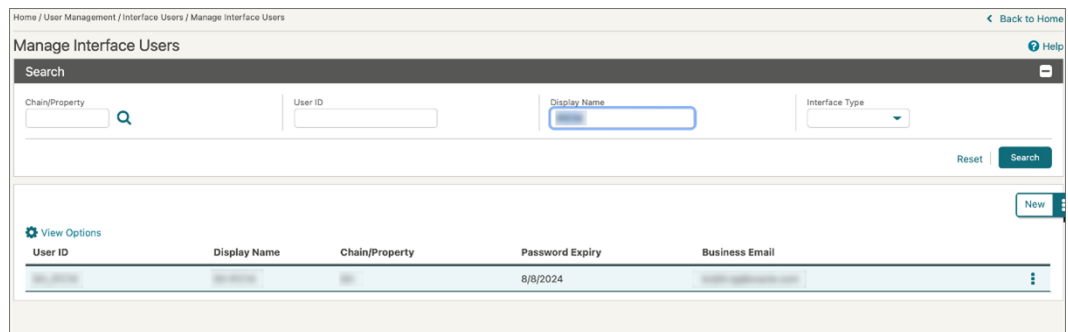 Home / User Management / Interface Users / Manage Interface Users
Back to Home
Manage Interface Users
Help
Search
Chain/Property User ID Display Name Interface Type
Reset Search
New
View Options
User ID Display Name Chain/Property Password Expiry Business Email
8/8/2024